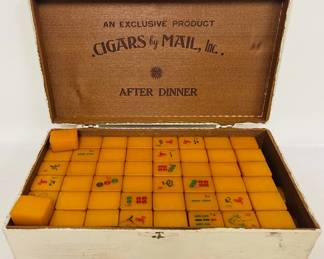 AN EXCLUSIVE PRODUCT
CIGARS by MAIL, Inc.
AFTER DINNER